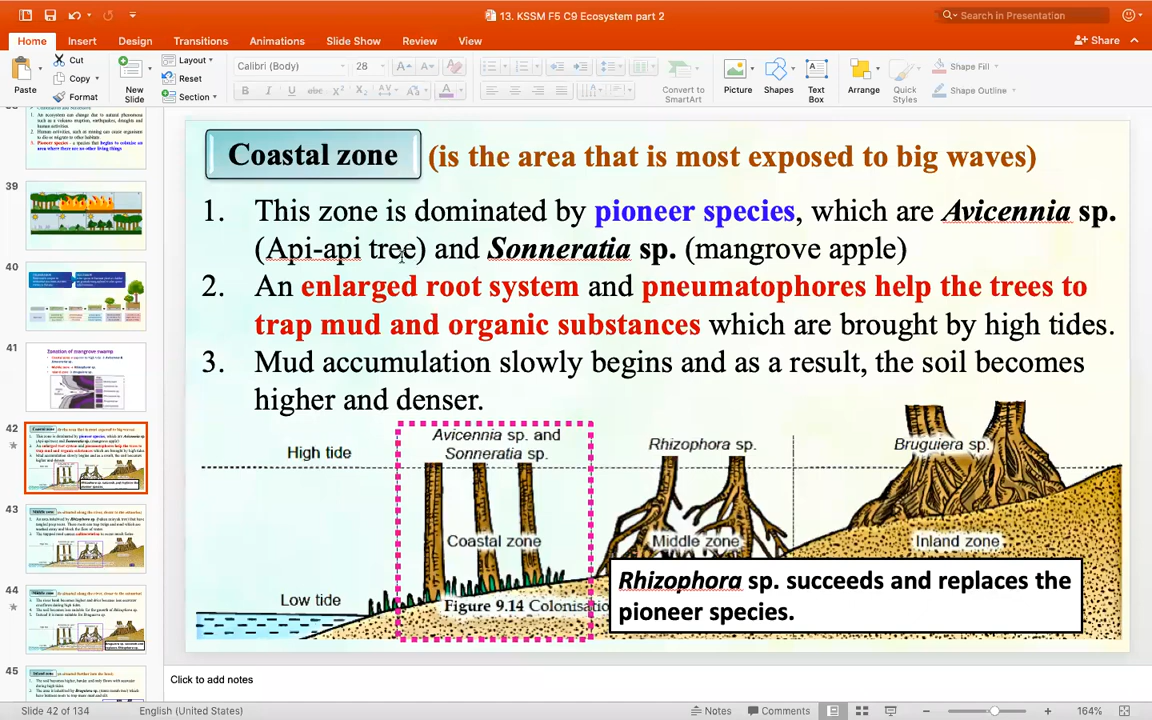 13. KSSM F5 C9 Ecosystem part 2
Search in Presentation
Home Insert Design Transitions Animations Slide Show Review View
Share
Paste
Cut
Copy
Format
New Slide
Layout
Reset
Section
Calibri (Body) 28
Convert to SmartArt
Picture
Shapes
Text Box
Arrange
Quick Styles
Shape Fill
Shape Outline
39
40
41
Zonation of mangrove swamp
42
43
44
45
Coastal zone (is the area that is most exposed to big waves)
1. This zone is dominated by pioneer species, which are Avicennia sp.
(Api-api tree) and Sonneratia sp. (mangrove apple)
2. An enlarged root system and pneumatophores help the trees to
trap mud and organic substances which are brought by high tides.
3. Mud accumulation slowly begins and as a result, the soil becomes
higher and denser.
High tide
Avicennia sp. and
Sonneratia sp.
Rhizophora sp.
Bruguiera sp.
Coastal zone
Middle zone
Inland zone
Low tide
Figure 9.14 Colonisatio
Rhizophora sp. succeeds and replaces the
pioneer species.
Click to add notes
Slide 42 of 134 English (United States) Notes Comments 164%